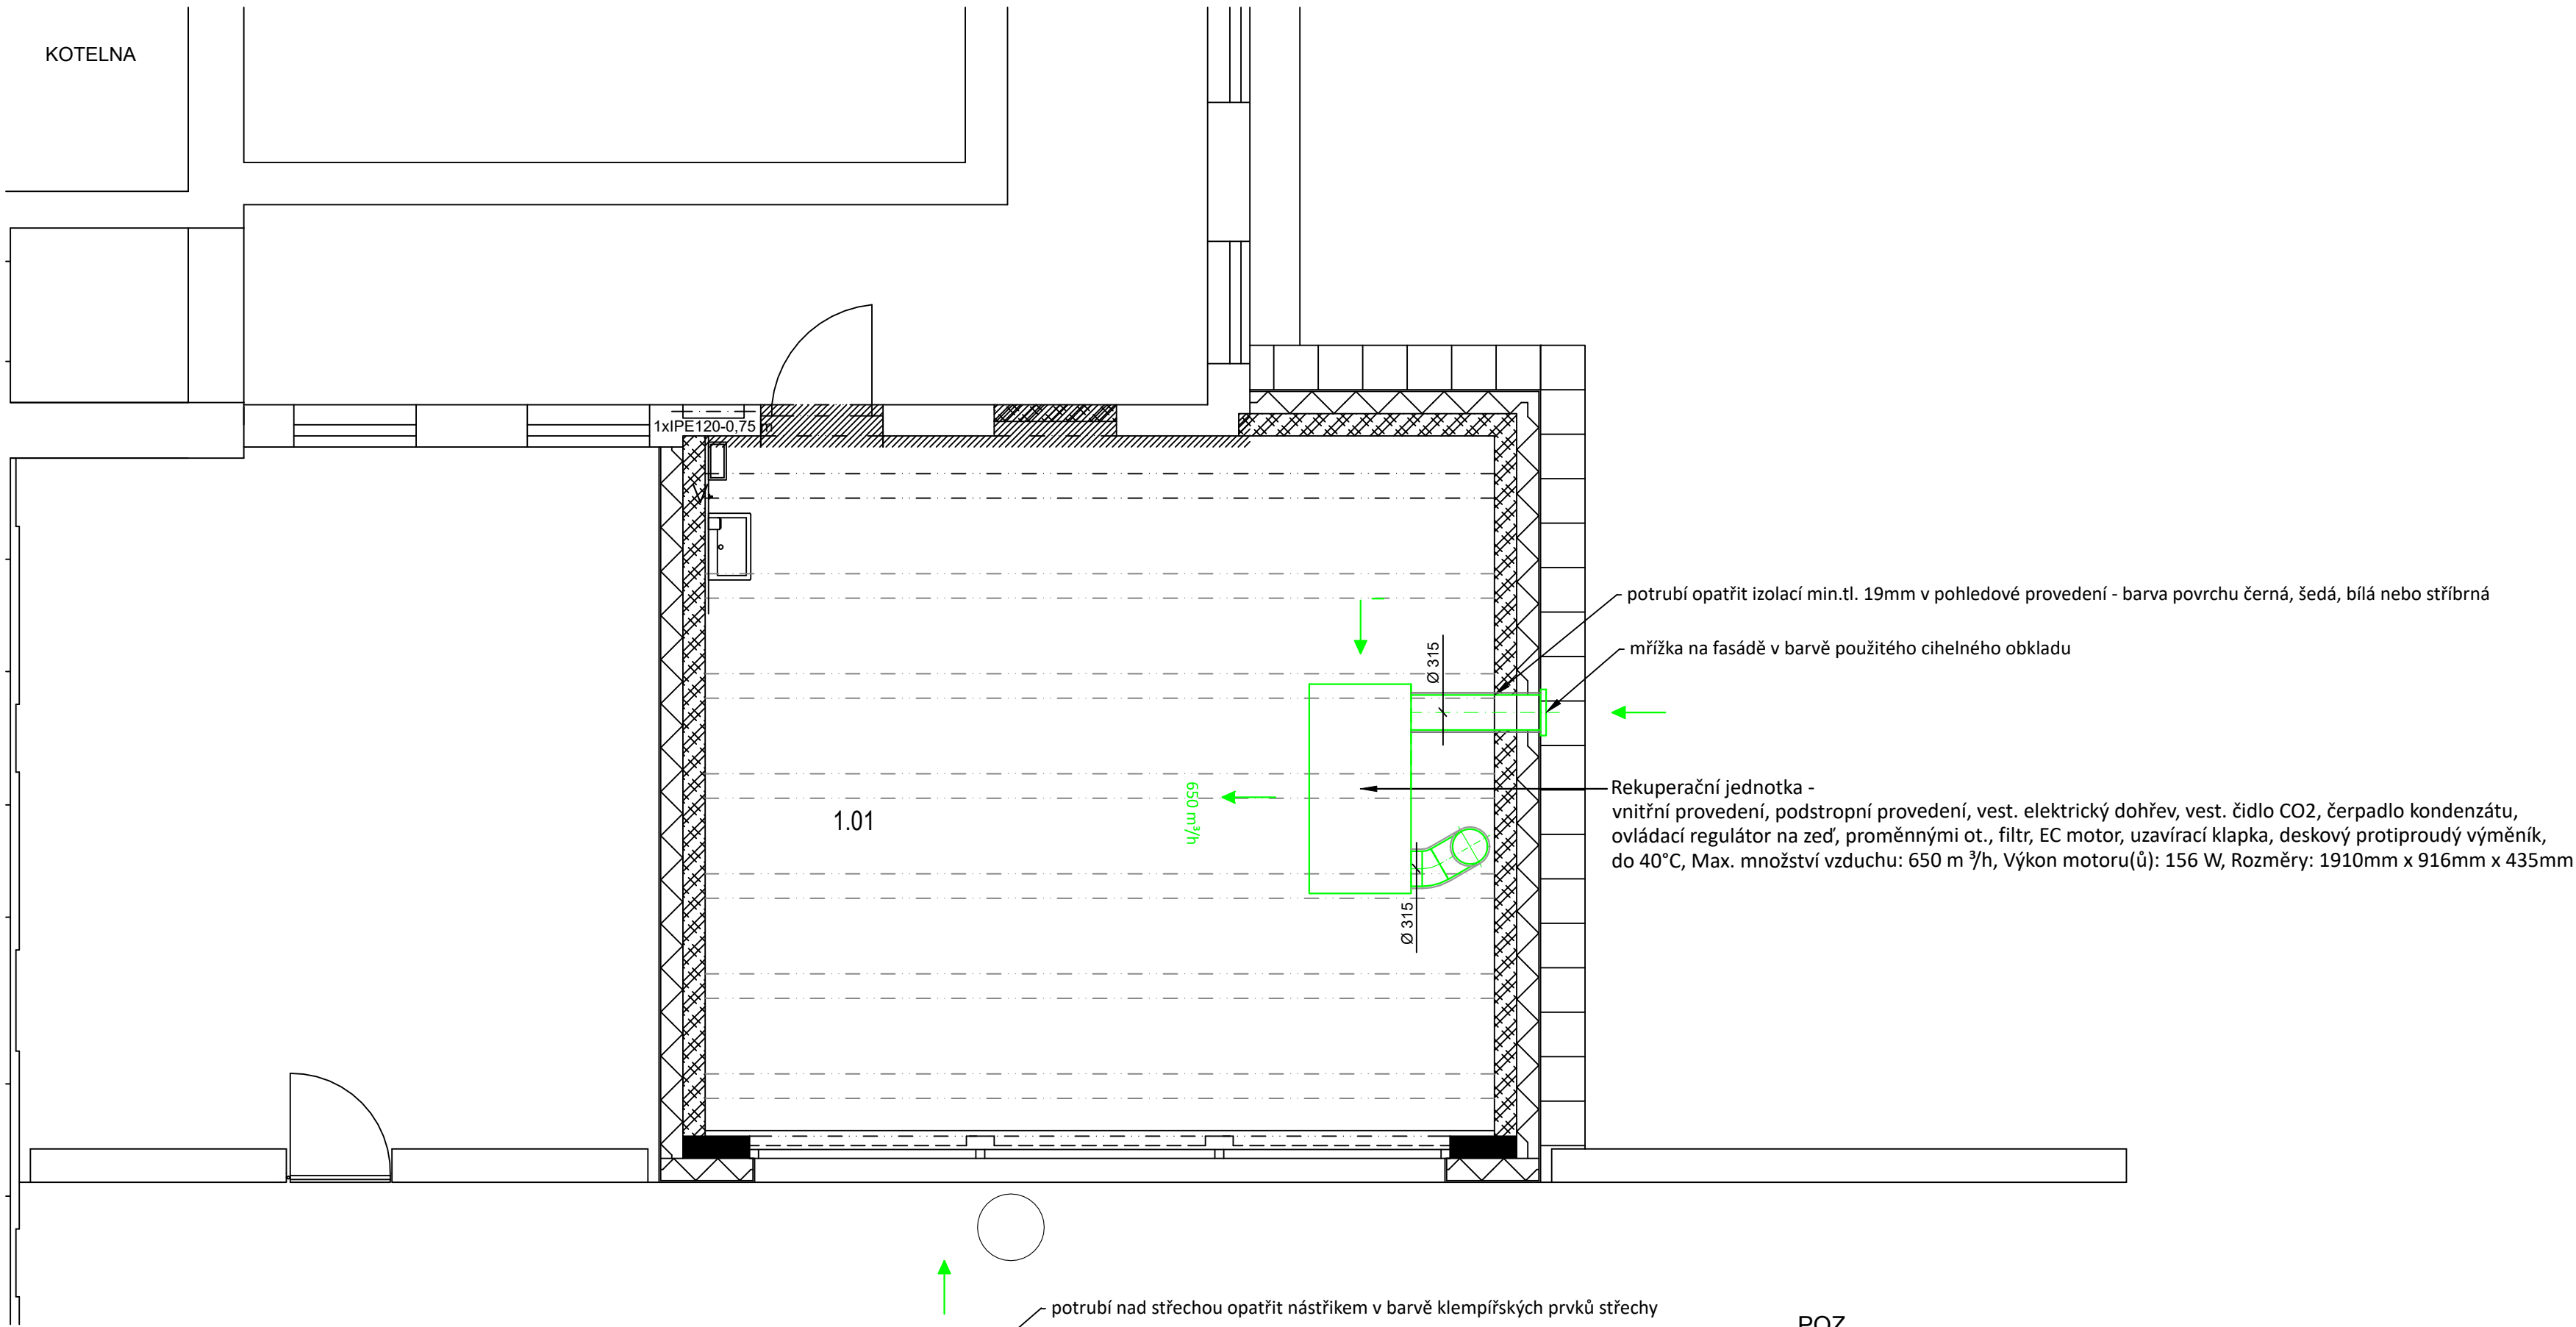 KOTELNA
1xIPE120-0,75 m
potrubí opatřit izolací min.tl. 19mm v pohledové provedení - barva povrchu černá, šedá, bílá nebo stříbrná
mřížka na fasádě v barvě použitého cihelného obkladu
Ø 315
Rekuperační jednotka -
vnitřní provedení, podstropní provedení, vest. elektrický dohřev, vest. čidlo CO2, čerpadlo kondenzátu,
ovládací regulátor na zeď, proměnnými ot., filtr, EC motor, uzavírací klapka, deskový protiproudý výměník,
do 40°C, Max. množství vzduchu: 650 m ³/h, Výkon motoru(ů): 156 W, Rozměry: 1910mm x 916mm x 435mm
650 m³/h
1.01
Ø 315
potrubí nad střechou opatřit nástřikem v barvě klempířských prvků střechy
POZ